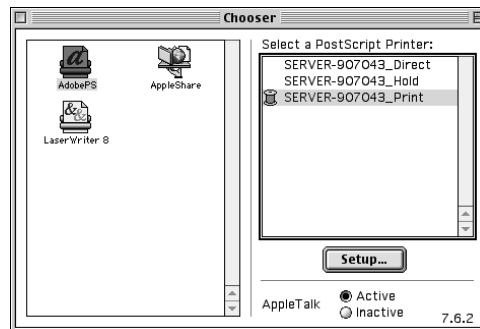 Chooser
AdobePS
AppleShare
LaserWriter 8
Select a PostScript Printer:
SERVER-907043_Direct
SERVER-907043_Hold
SERVER-907043_Print
Setup...
AppleTalk
Active
Inactive
7.6.2